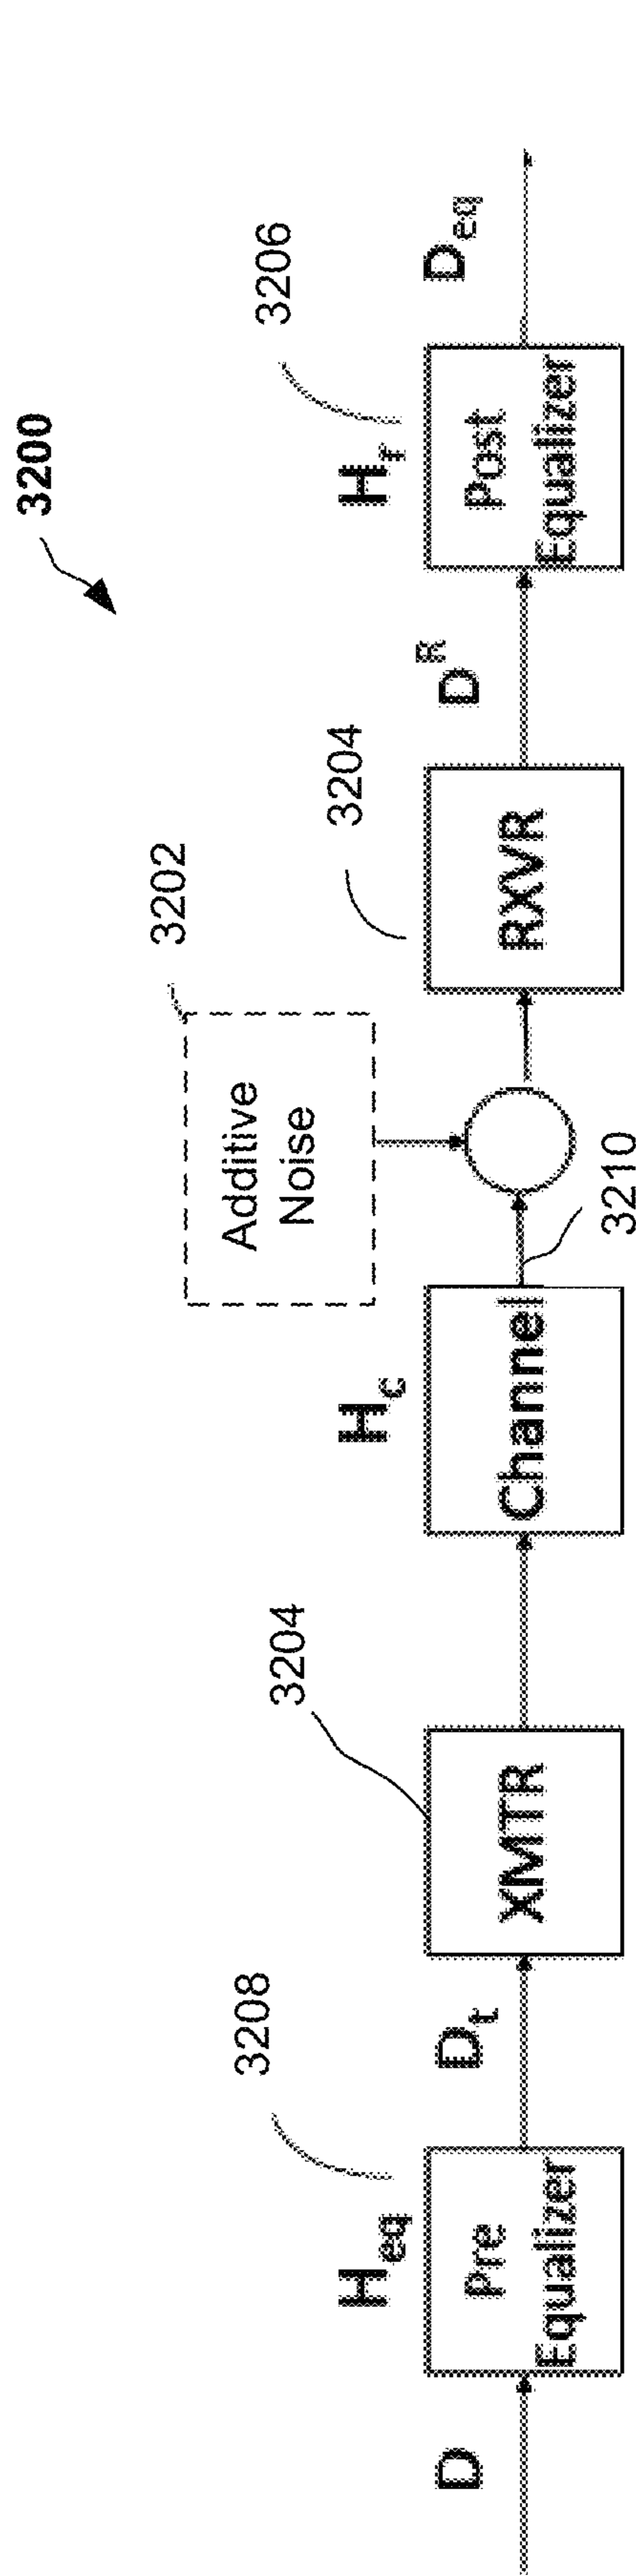 3200
3202
Additive
Noise
3208
3204
3204
3206
H_eq
H_c
H_r
D
Pre
Equalizer
D_t
XMTR
Channel
3210
RXVR
D^R
Post
Equalizer
D_eq